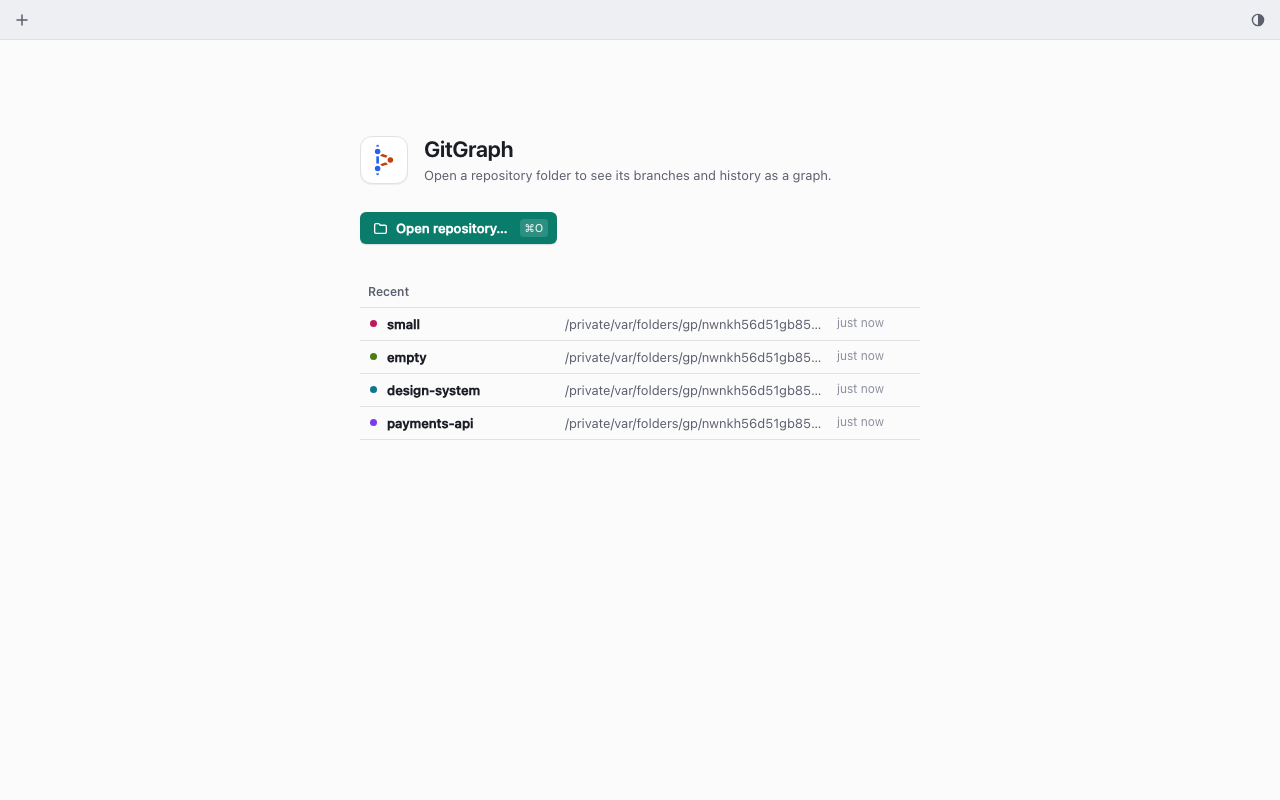 GitGraph
Open a repository folder to see its branches and history as a graph.
Open repository... ⌘O
Recent
small /private/var/folders/gp/nwnkh56d51gb85... just now
empty /private/var/folders/gp/nwnkh56d51gb85... just now
design-system /private/var/folders/gp/nwnkh56d51gb85... just now
payments-api /private/var/folders/gp/nwnkh56d51gb85... just now